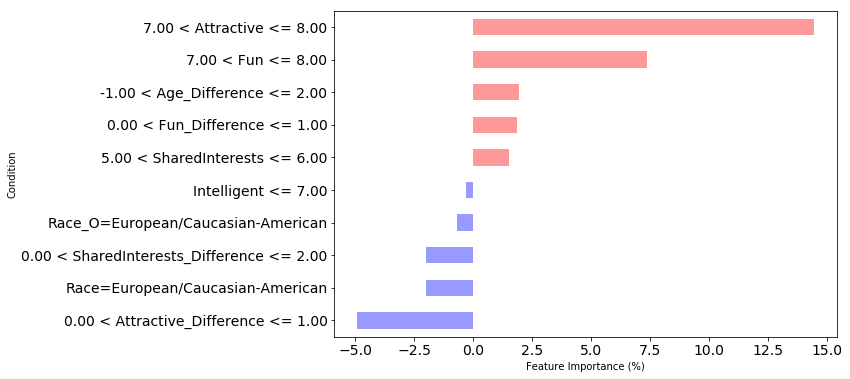 7.00 < Attractive <= 8.00
7.00 < Fun <= 8.00
-1.00 < Age_Difference <= 2.00
0.00 < Fun_Difference <= 1.00
5.00 < SharedInterests <= 6.00
Intelligent <= 7.00
Race_O=European/Caucasian-American
0.00 < SharedInterests_Difference <= 2.00
Race=European/Caucasian-American
0.00 < Attractive_Difference <= 1.00
Condition
−5.0 −2.5 0.0 2.5 5.0 7.5 10.0 12.5 15.0
Feature Importance (%)